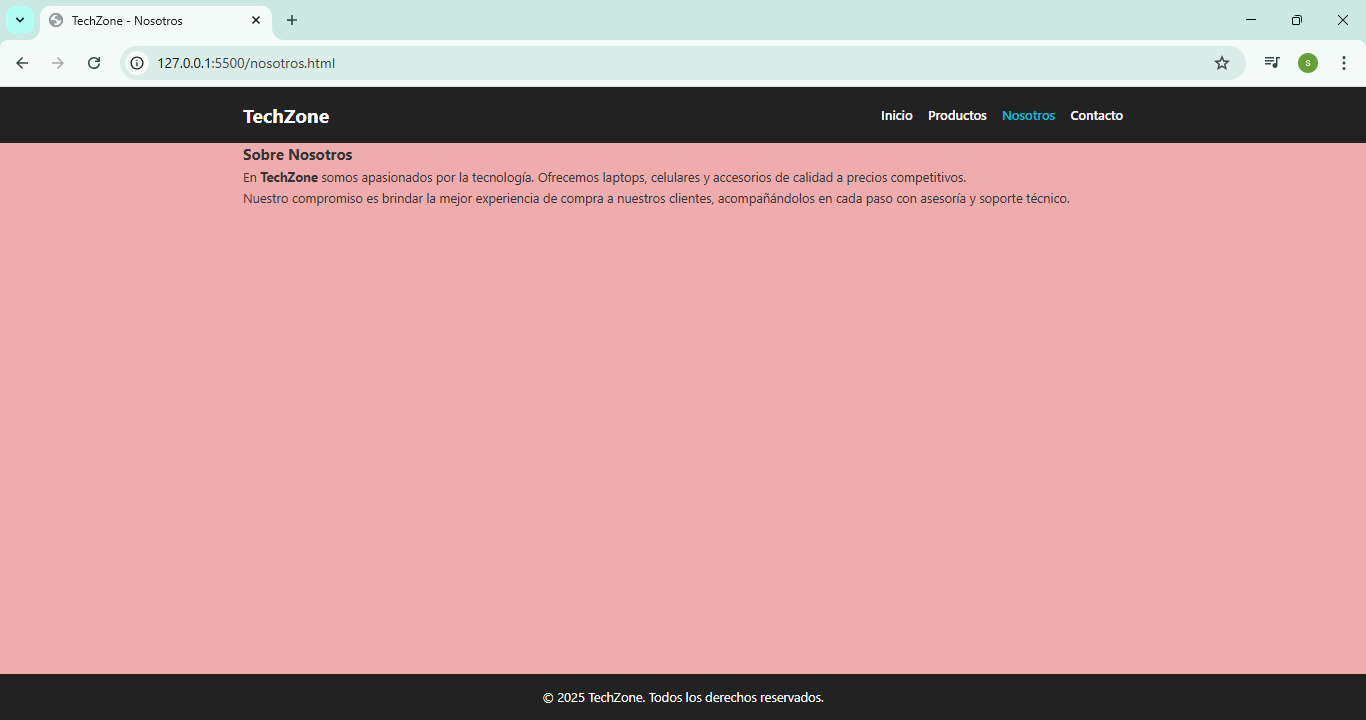 TechZone - Nosotros
127.0.0.1:5500/nosotros.html
s
TechZone
Inicio Productos Nosotros Contacto
Sobre Nosotros
En TechZone somos apasionados por la tecnología. Ofrecemos laptops, celulares y accesorios de calidad a precios competitivos.
Nuestro compromiso es brindar la mejor experiencia de compra a nuestros clientes, acompañándolos en cada paso con asesoría y soporte técnico.
© 2025 TechZone. Todos los derechos reservados.